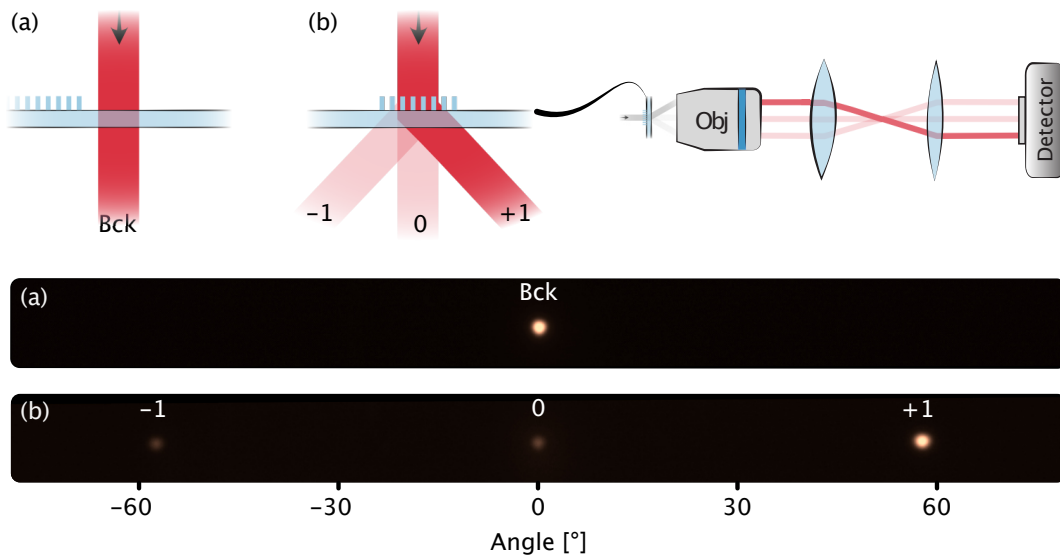 (a)
(b)
Bck
−1
0
+1
Obj
Detector
(a)
Bck
(b)
−1
0
+1
−60
−30
0
30
60
Angle [°]